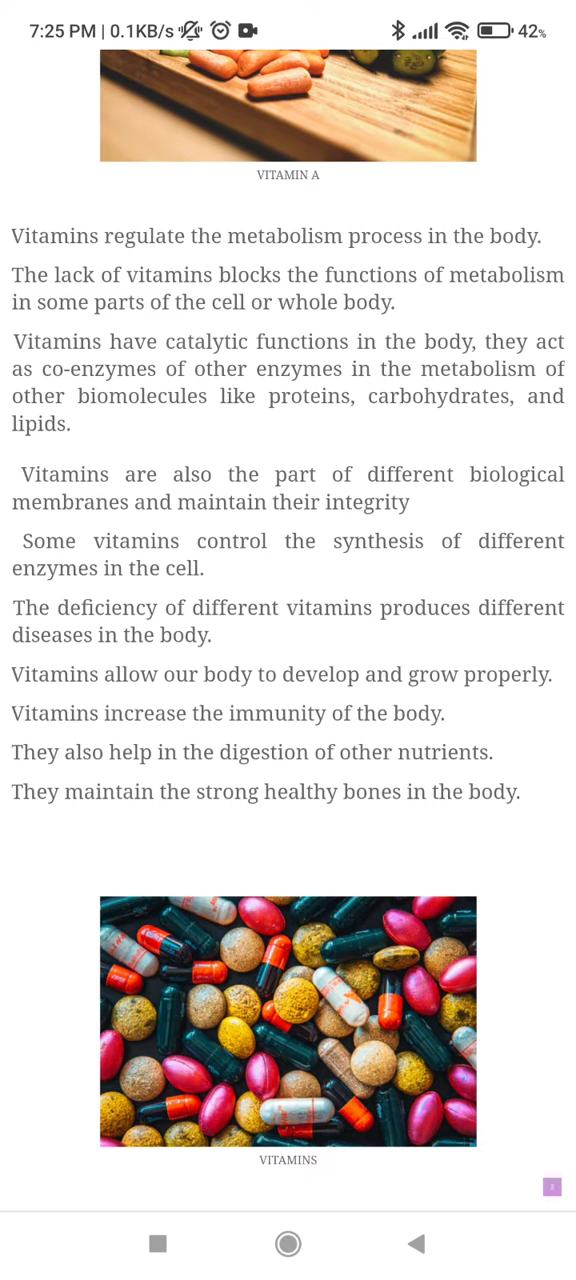 7:25 PM | 0.1KB/s
42%
VITAMIN A
Vitamins regulate the metabolism process in the body.
The lack of vitamins blocks the functions of metabolism
in some parts of the cell or whole body.
Vitamins have catalytic functions in the body, they act
as co-enzymes of other enzymes in the metabolism of
other biomolecules like proteins, carbohydrates, and
lipids.
Vitamins are also the part of different biological
membranes and maintain their integrity
Some vitamins control the synthesis of different
enzymes in the cell.
The deficiency of different vitamins produces different
diseases in the body.
Vitamins allow our body to develop and grow properly.
Vitamins increase the immunity of the body.
They also help in the digestion of other nutrients.
They maintain the strong healthy bones in the body.
VITAMINS